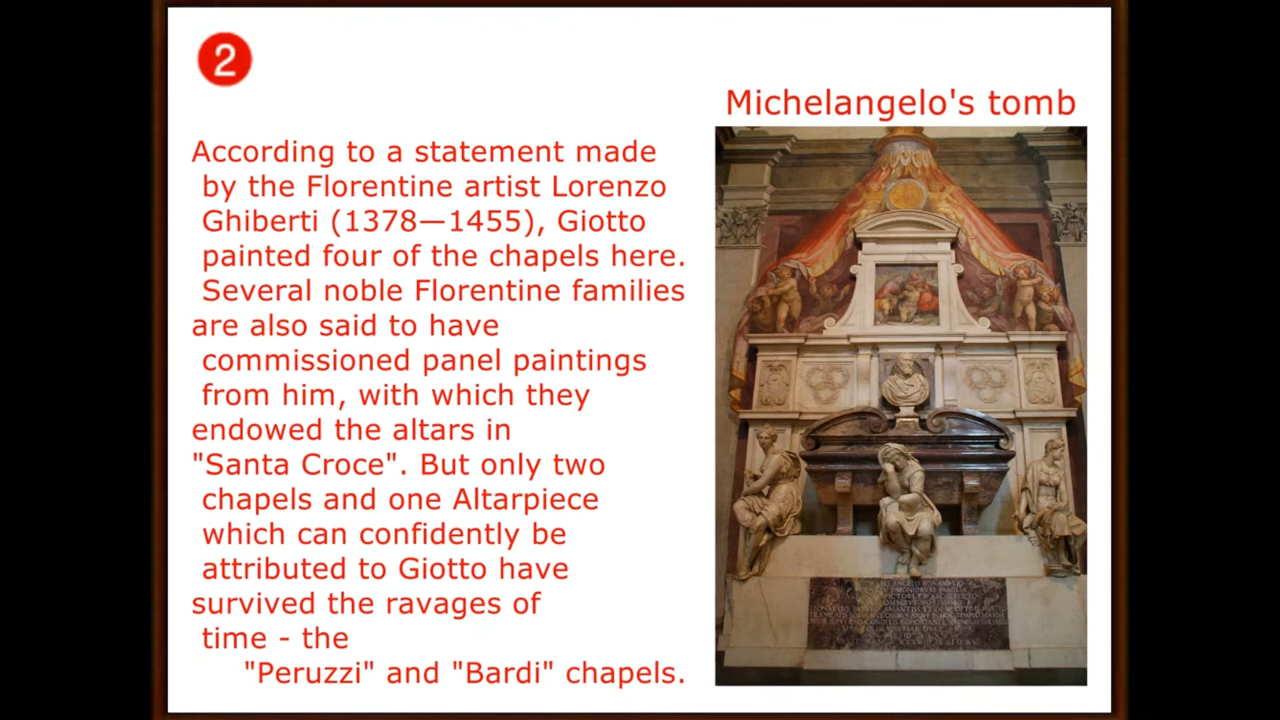 2
Michelangelo's tomb
According to a statement made
by the Florentine artist Lorenzo
Ghiberti (1378—1455), Giotto
painted four of the chapels here.
Several noble Florentine families
are also said to have
commissioned panel paintings
from him, with which they
endowed the altars in
"Santa Croce". But only two
chapels and one Altarpiece
which can confidently be
attributed to Giotto have
survived the ravages of
time - the
"Peruzzi" and "Bardi" chapels.